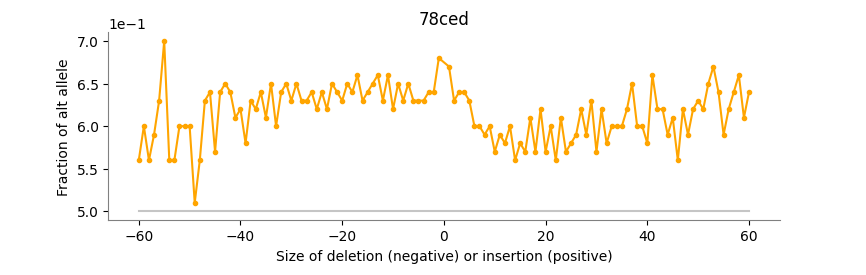 78ced
1e−1
7.0
6.5
6.0
5.5
5.0
Fraction of alt allele
−60 −40 −20 0 20 40 60
Size of deletion (negative) or insertion (positive)